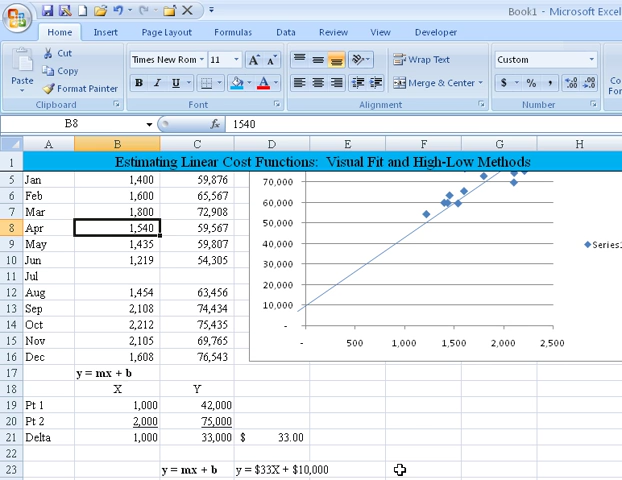 Book1 - Microsoft Excel
Home Insert Page Layout Formulas Data Review View Developer
Cut
Copy
Format Painter
Paste
Clipboard
Times New Rom 11 A A
B I U A
Font
Wrap Text
Merge & Center
Alignment
Custom
$ % , .00 .0
Number
B8 fx 1540
A B C D E F G H
1 Estimating Linear Cost Functions: Visual Fit and High-Low Methods
5 Jan 1,400 59,876
6 Feb 1,600 65,567
7 Mar 1,800 72,908
8 Apr 1,540 59,567
9 May 1,435 59,807
10 Jun 1,219 54,305
11 Jul
12 Aug 1,454 63,456
13 Sep 2,108 74,434
14 Oct 2,212 75,435
15 Nov 2,105 69,765
16 Dec 1,608 76,543
70,000
60,000
50,000
40,000
30,000
20,000
10,000
-
- 500 1,000 1,500 2,000 2,500
17 y = mx + b
18 X Y
19 Pt 1 1,000 42,000
20 Pt 2 2,000 75,000
21 Delta 1,000 33,000 $ 33.00
22
23 y = mx + b y = $33X + $10,000